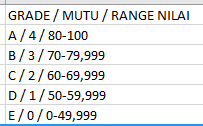 GRADE / MUTU / RANGE NILAI
A / 4 / 80-100
B / 3 / 70-79,999
C / 2 / 60-69,999
D / 1 / 50-59,999
E / 0 / 0-49,999